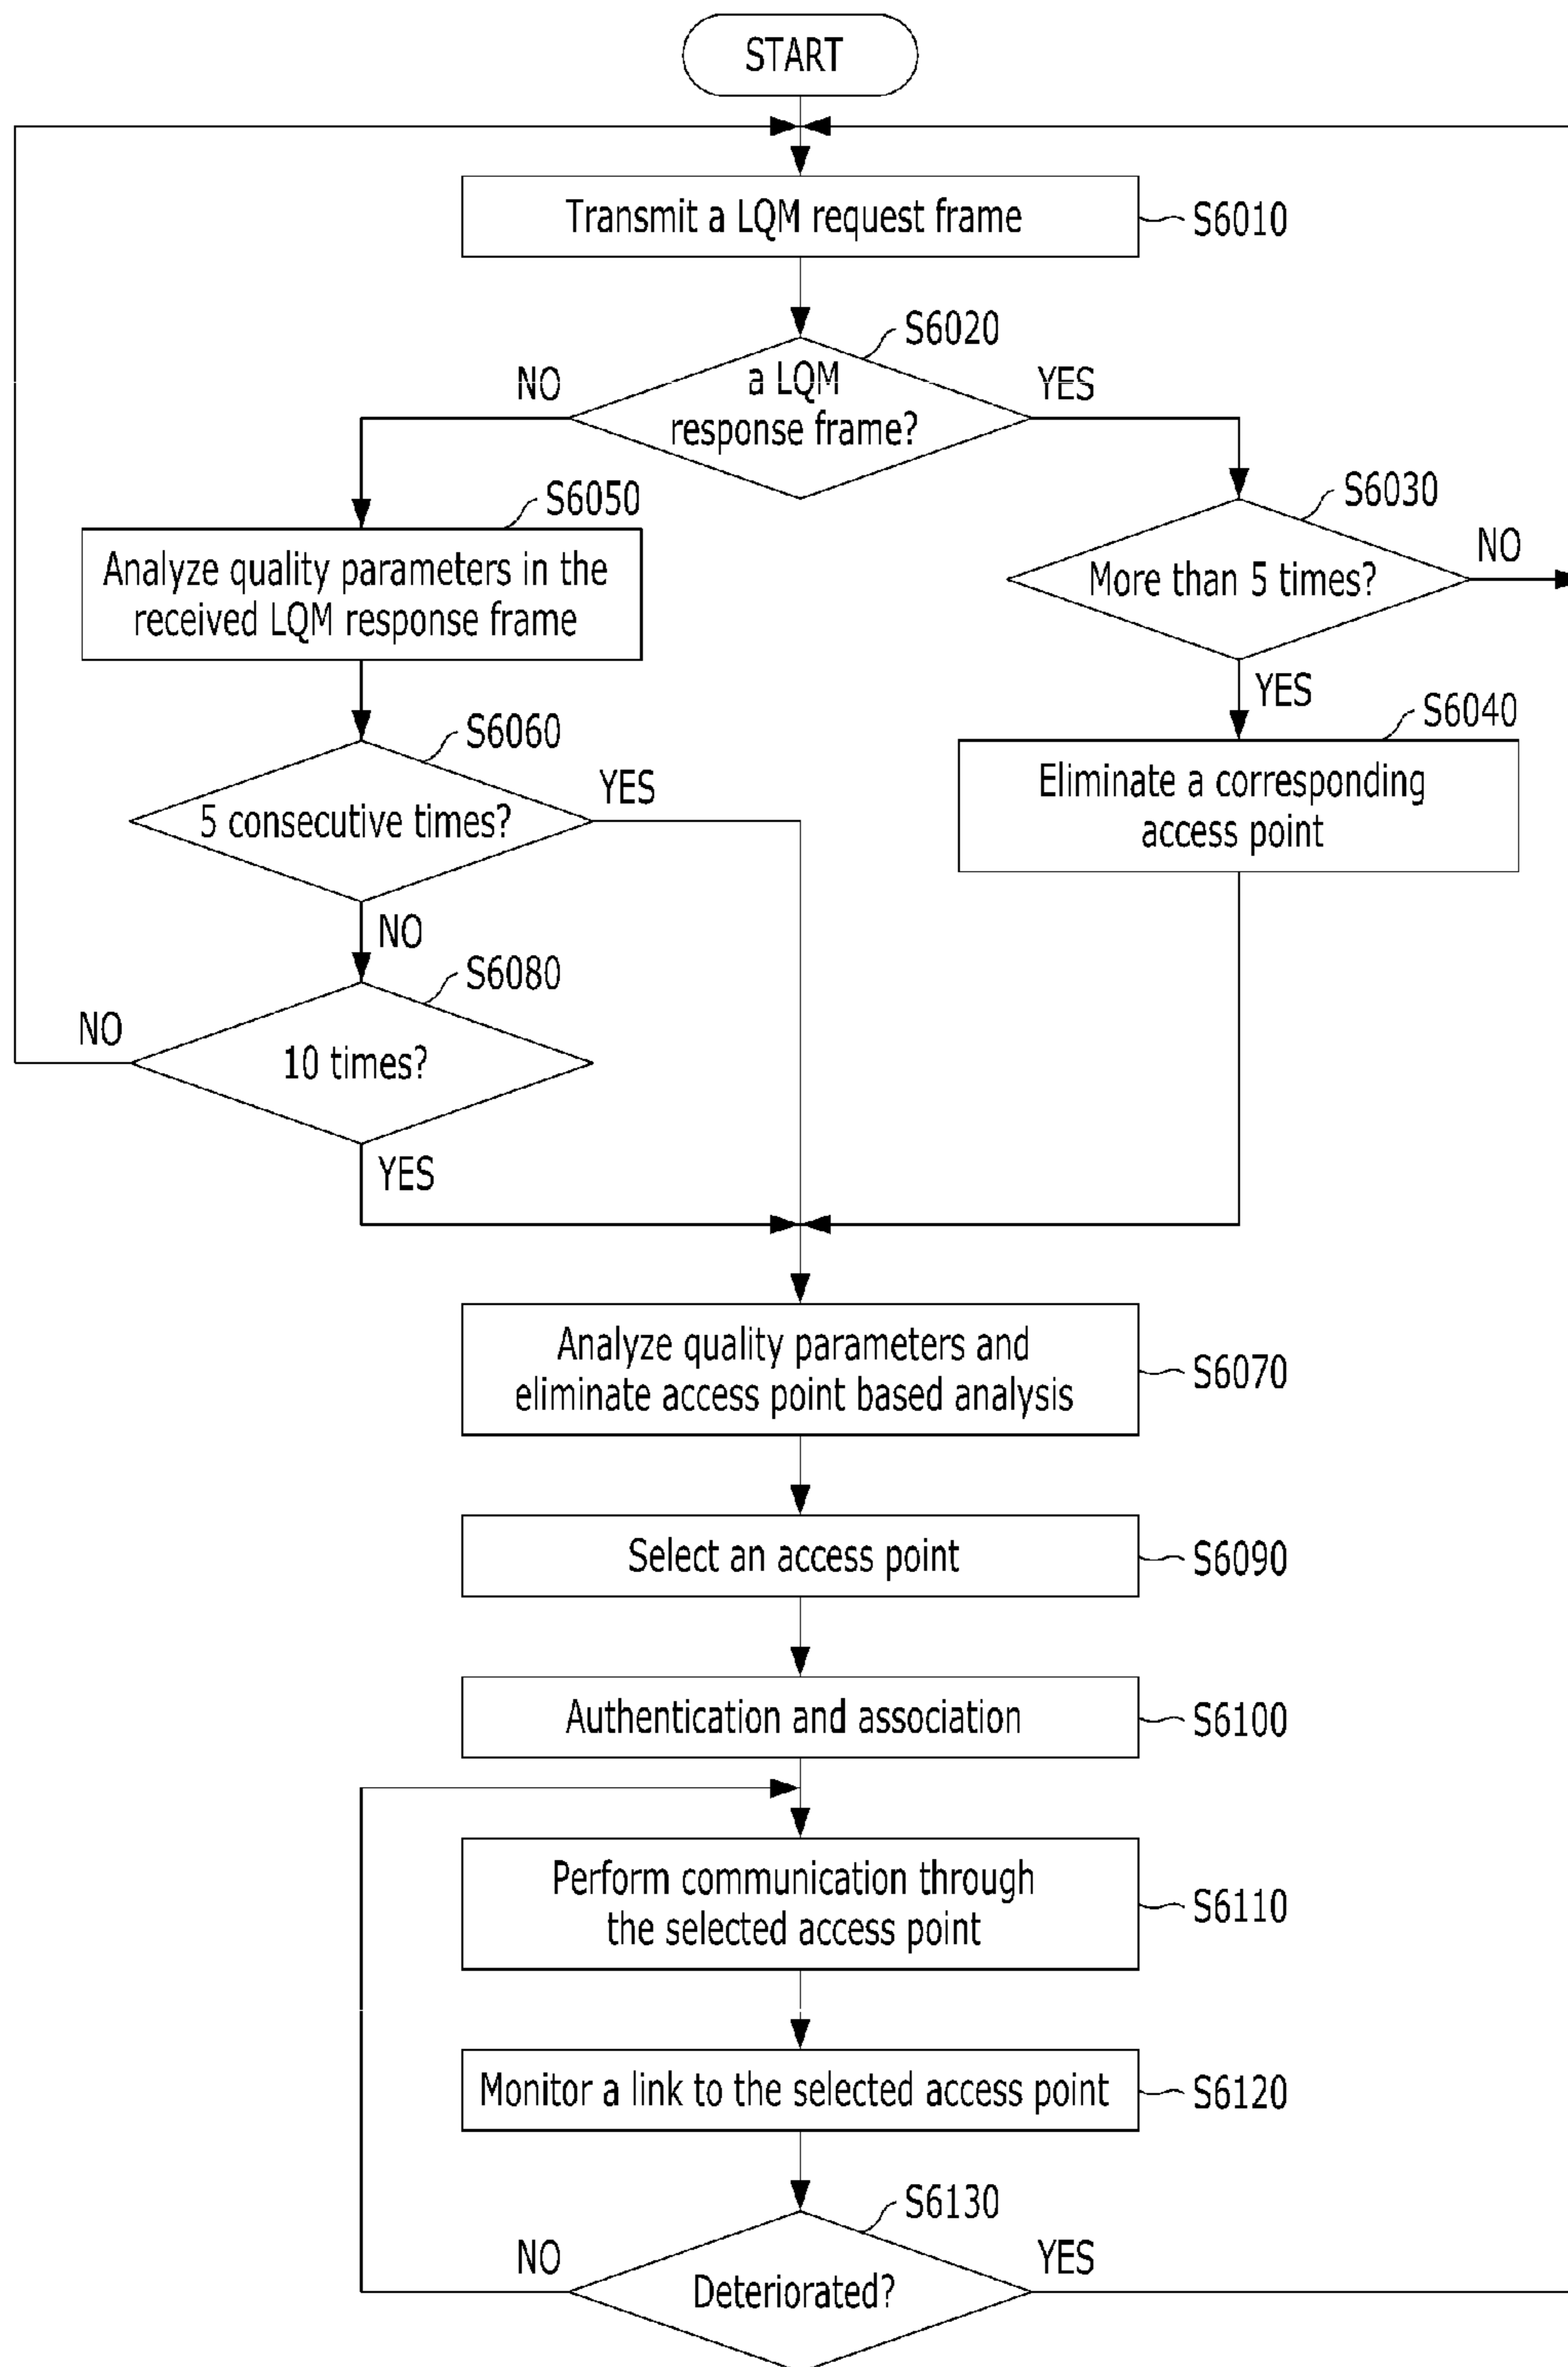 START
Transmit a LQM request frame
S6010
S6020
a LQM
response frame?
NO
YES
S6050
Analyze quality parameters in the
received LQM response frame
S6030
More than 5 times?
NO
YES
S6040
Eliminate a corresponding
access point
S6060
5 consecutive times?
YES
NO
S6080
10 times?
NO
YES
Analyze quality parameters and
eliminate access point based analysis
S6070
Select an access point
S6090
Authentication and association
S6100
Perform communication through
the selected access point
S6110
Monitor a link to the selected access point
S6120
S6130
Deteriorated?
NO
YES